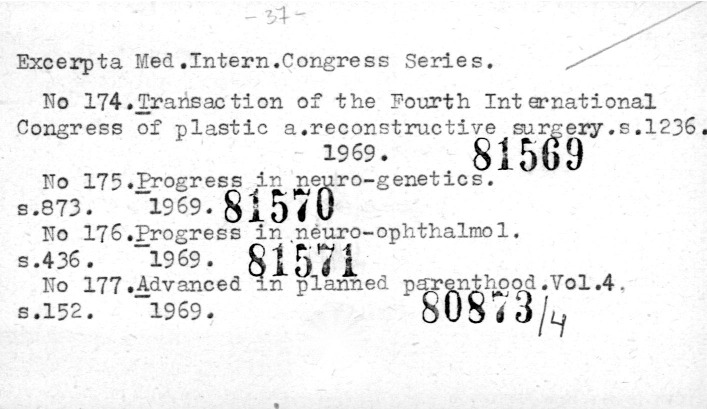 - 37 -
Excerpta Med.Intern.Congress Series.
No 174.Transaction of the Fourth International
Congress of plastic a.reconstructive surgery.s.1236.
1969. 81569
No 175.Progress in neuro-genetics.
s.873. 1969. 81570
No 176.Progress in neuro-ophthalmol.
s.436. 1969. 81571
No 177.Advanced in planned parenthood.Vol.4.
s.152. 1969. 80873/4